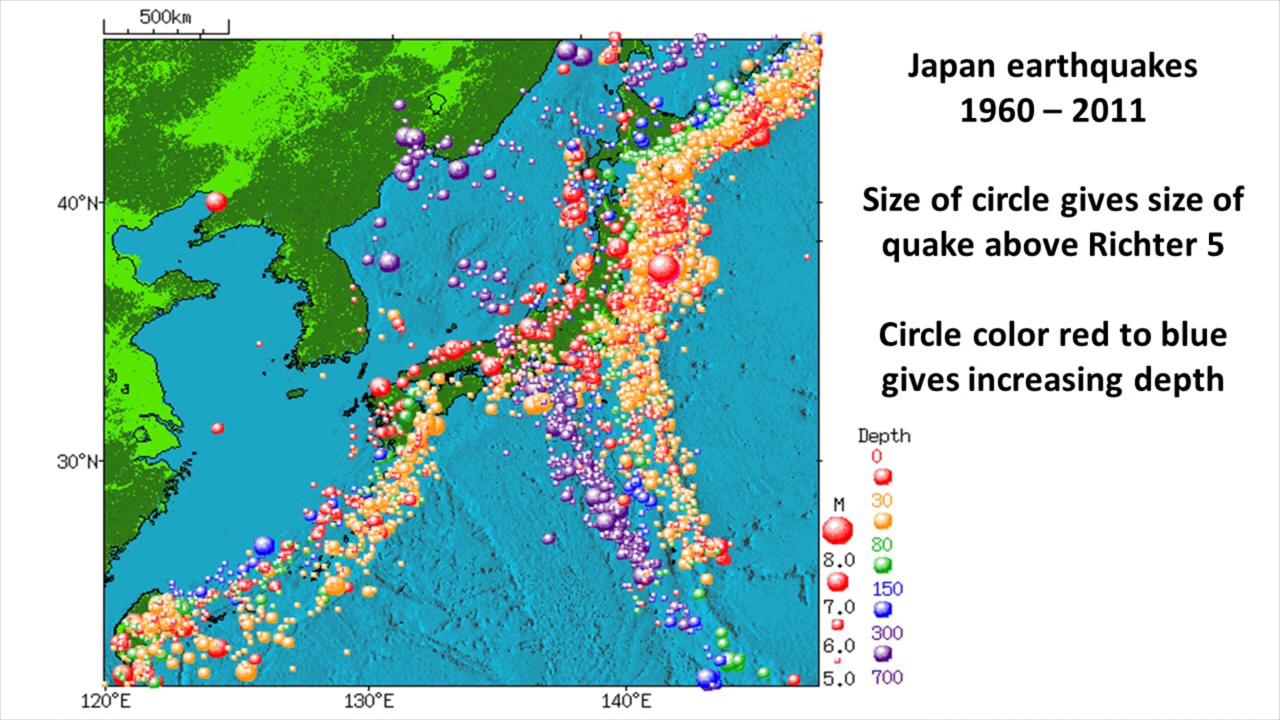 500km
Japan earthquakes
1960 – 2011
Size of circle gives size of
quake above Richter 5
Circle color red to blue
gives increasing depth
40°N
30°N
120°E
130°E
140°E
M
8.0
7.0
6.0
5.0
Depth
0
30
80
150
300
700